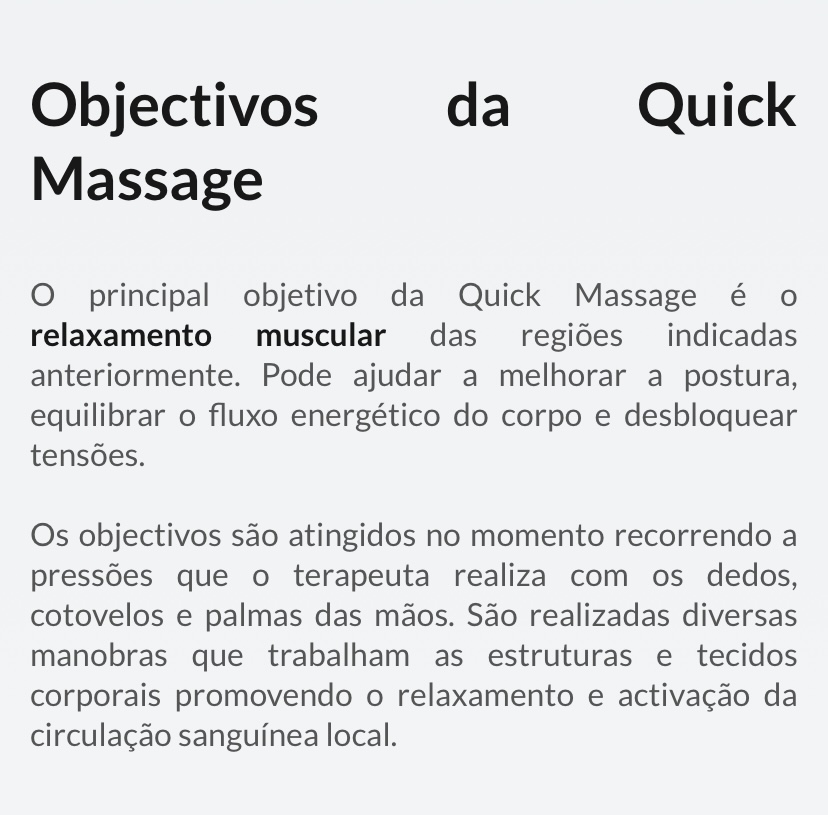 Objectivos da Quick
Massage
O principal objetivo da Quick Massage é o
relaxamento muscular das regiões indicadas
anteriormente. Pode ajudar a melhorar a postura,
equilibrar o fluxo energético do corpo e desbloquear
tensões.
Os objectivos são atingidos no momento recorrendo a
pressões que o terapeuta realiza com os dedos,
cotovelos e palmas das mãos. São realizadas diversas
manobras que trabalham as estruturas e tecidos
corporais promovendo o relaxamento e activação da
circulação sanguínea local.